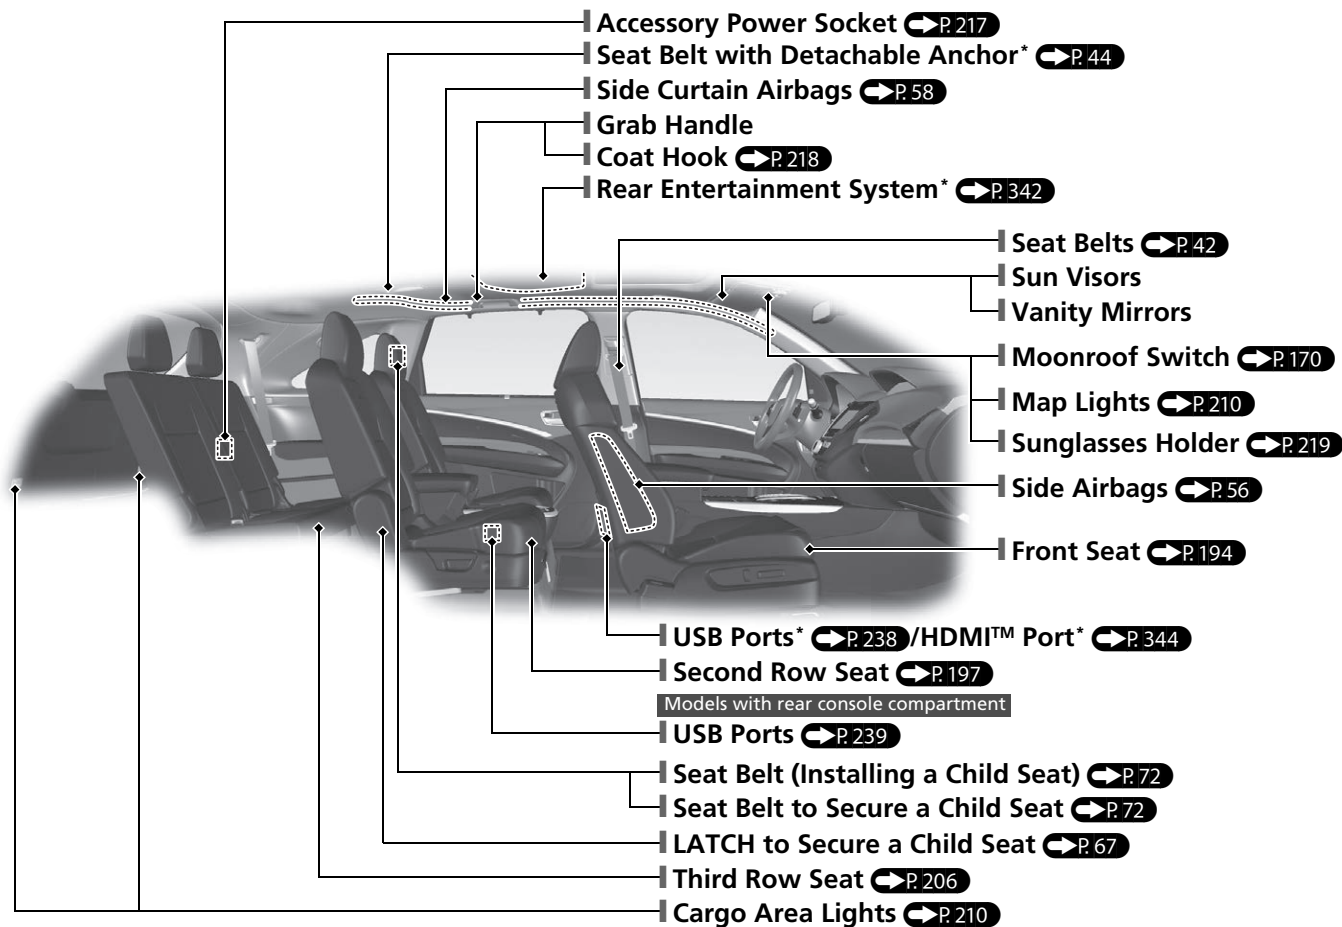 Accessory Power Socket P. 217
Seat Belt with Detachable Anchor* P. 44
Side Curtain Airbags P. 58
Grab Handle
Coat Hook P. 218
Rear Entertainment System* P. 342
Seat Belts P. 42
Sun Visors
Vanity Mirrors
Moonroof Switch P. 170
Map Lights P. 210
Sunglasses Holder P. 219
Side Airbags P. 56
Front Seat P. 194
USB Ports* P. 238/HDMI™ Port* P. 344
Second Row Seat P. 197
Models with rear console compartment
USB Ports P. 239
Seat Belt (Installing a Child Seat) P. 72
Seat Belt to Secure a Child Seat P. 72
LATCH to Secure a Child Seat P. 67
Third Row Seat P. 206
Cargo Area Lights P. 210